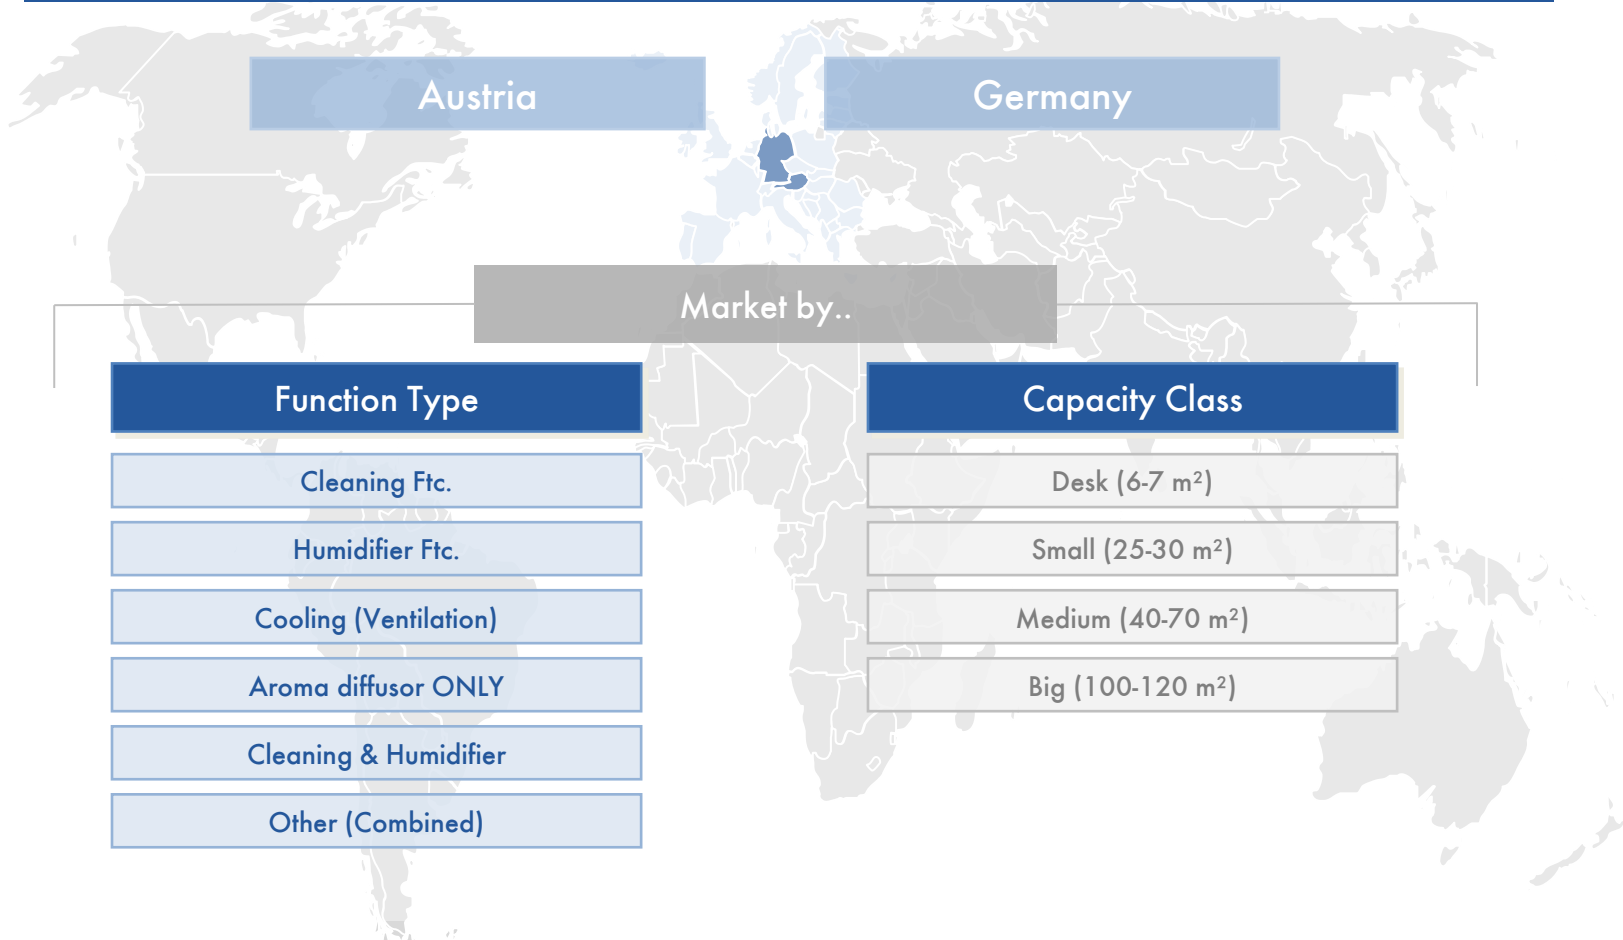 Austria
Germany
Market by..
Function Type
Cleaning Ftc.
Humidifier Ftc.
Cooling (Ventilation)
Aroma diffusor ONLY
Cleaning & Humidifier
Other (Combined)
Capacity Class
Desk (6-7 m²)
Small (25-30 m²)
Medium (40-70 m²)
Big (100-120 m²)